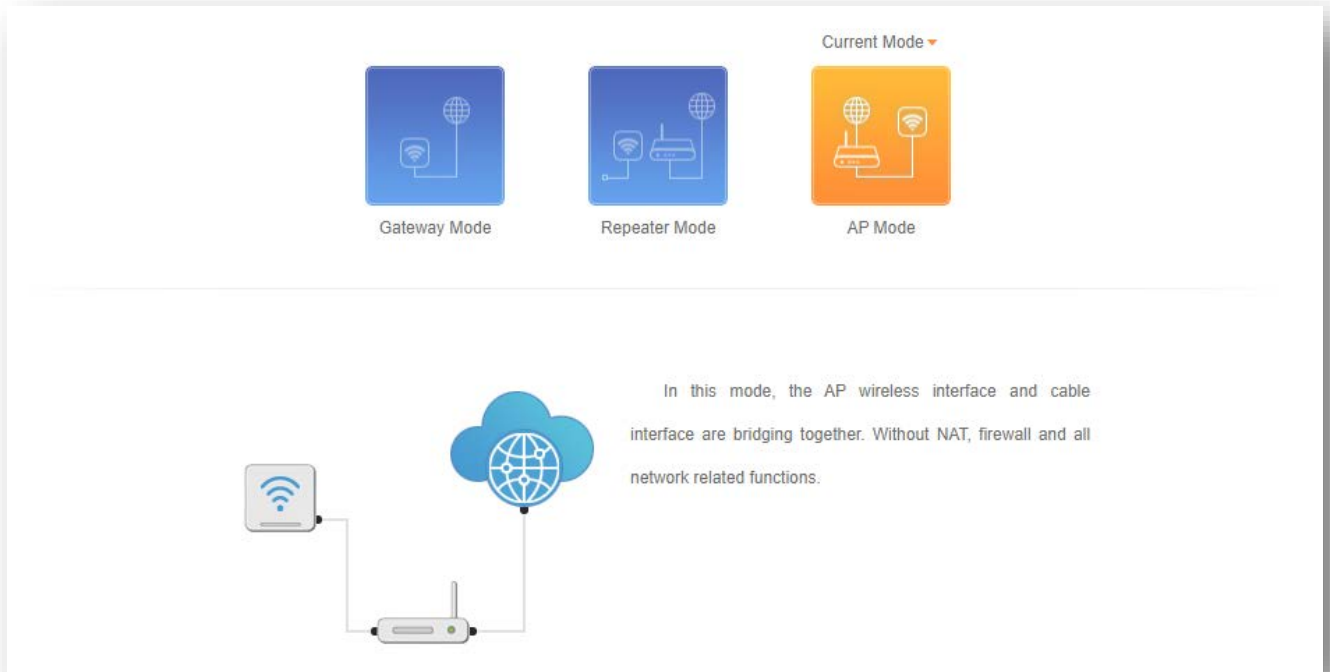 Current Mode
Gateway Mode
Repeater Mode
AP Mode
In this mode, the AP wireless interface and cable
interface are bridging together. Without NAT, firewall and all
network related functions.